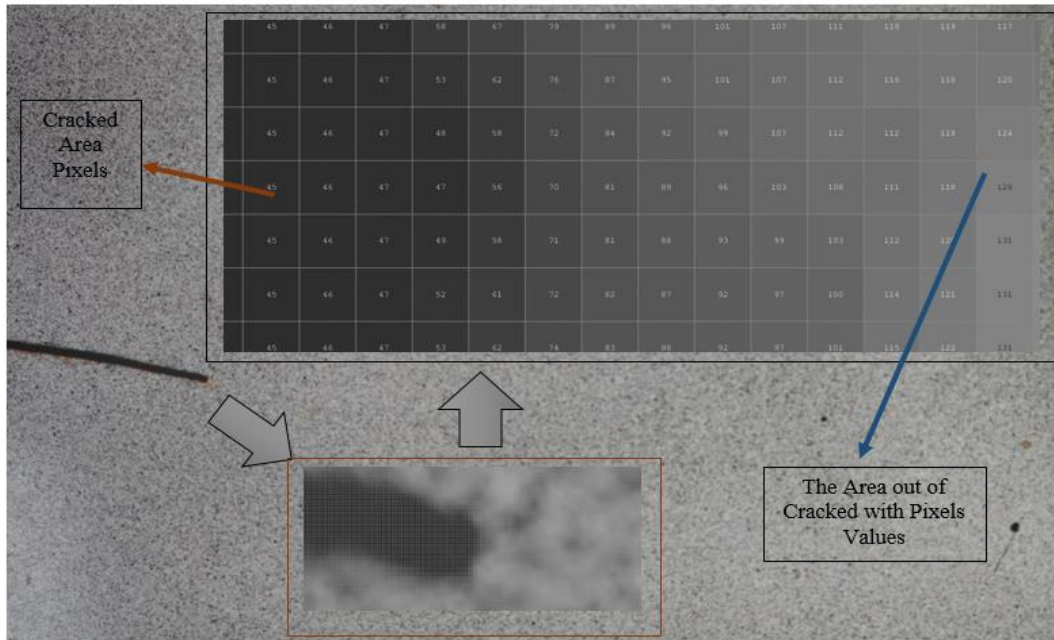 45 46 47 58 67 79 89 96 101 107 111 118 119 117
45 46 47 53 62 76 87 95 101 107 112 116 118 120
45 46 47 48 58 72 84 92 99 107 112 112 118 124
45 46 47 47 56 70 81 89 96 103 108 111 118 128
45 46 47 49 58 71 81 88 93 99 103 112 131
45 46 47 52 61 72 82 87 92 97 100 114 121 131
45 46 47 53 62 74 83 88 92 97 101 115 122 131
Cracked
Area
Pıxels
The Area out of
Cracked with Pixels
Values